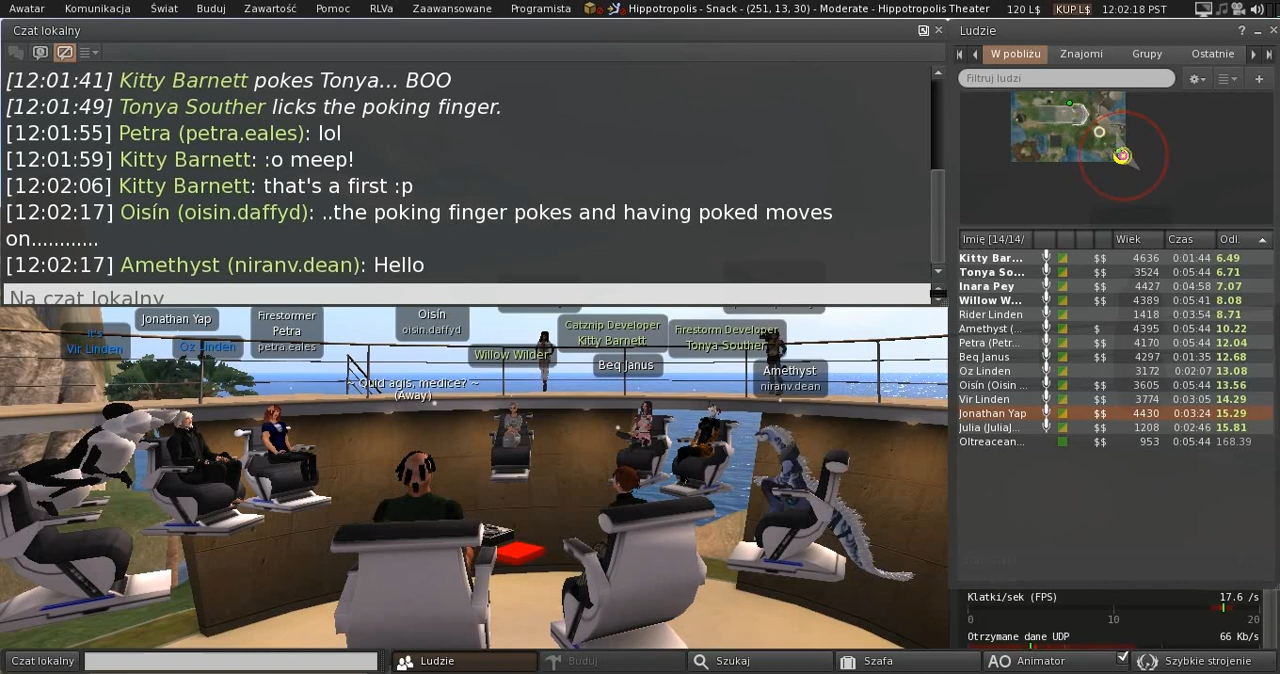 Awatar Komunikacja Świat Buduj Zawartość Pomoc RLVa Zaawansowane Programista Hippotropolis - Snack - (251, 13, 30) - Moderate - Hippotropolis Theater 120 L$ KUP L$ 12:02:18 PST
Czat lokalny
[12:01:41] Kitty Barnett pokes Tonya... BOO
[12:01:49] Tonya Souther licks the poking finger.
[12:01:55] Petra (petra.eales): lol
[12:01:59] Kitty Barnett: :o meep!
[12:02:06] Kitty Barnett: that's a first :p
[12:02:17] Oisín (oisin.daffyd): ..the poking finger pokes and having poked moves
on............
[12:02:17] Amethyst (niranv.dean): Hello
Na czat lokalny
It's
Vir Linden
Jonathan Yap
Oz Linden
Firestormer
Petra
petra.eales
Oisín
oisin.daffyd
Willow Wilder
Catznip Developer
Kitty Barnett
Beq Janus
Firestorm Developer
Tonya Souther
Amethyst
niranv.dean
~ Quid agis, medice? ~
(Away)
Ludzie
W pobliżu Znajomi Grupy Ostatnie
Filtruj ludzi
Imię [14/14/ Wiek Czas Odl.
Kitty Bar... $$ 4636 0:01:44 6.49
Tonya So... $$ 3524 0:05:44 6.71
Inara Pey $$ 4427 0:04:58 7.07
Willow W... $$ 4389 0:05:41 8.08
Rider Linden 1418 0:03:54 8.71
Amethyst (... $ 4395 0:05:44 10.22
Petra (Petr... $$ 4170 0:05:44 12.04
Beq Janus $$ 4297 0:01:35 12.68
Oz Linden 3172 0:02:07 13.08
Oisín (Oisin ... $$ 3605 0:05:44 13.56
Vir Linden $$ 3774 0:03:05 14.29
Jonathan Yap $$ 4430 0:03:24 15.29
Julia (JuliaJ... $$ 1208 0:02:46 15.81
Oltreacean... $$ 953 0:05:44 168.39
Klatki/sek (FPS) 17.6 /s
0 10 20
Otrzymane dane UDP 66 Kb/s
Czat lokalny Ludzie Buduj Szukaj Szafa AO Animator Szybkie strojenie